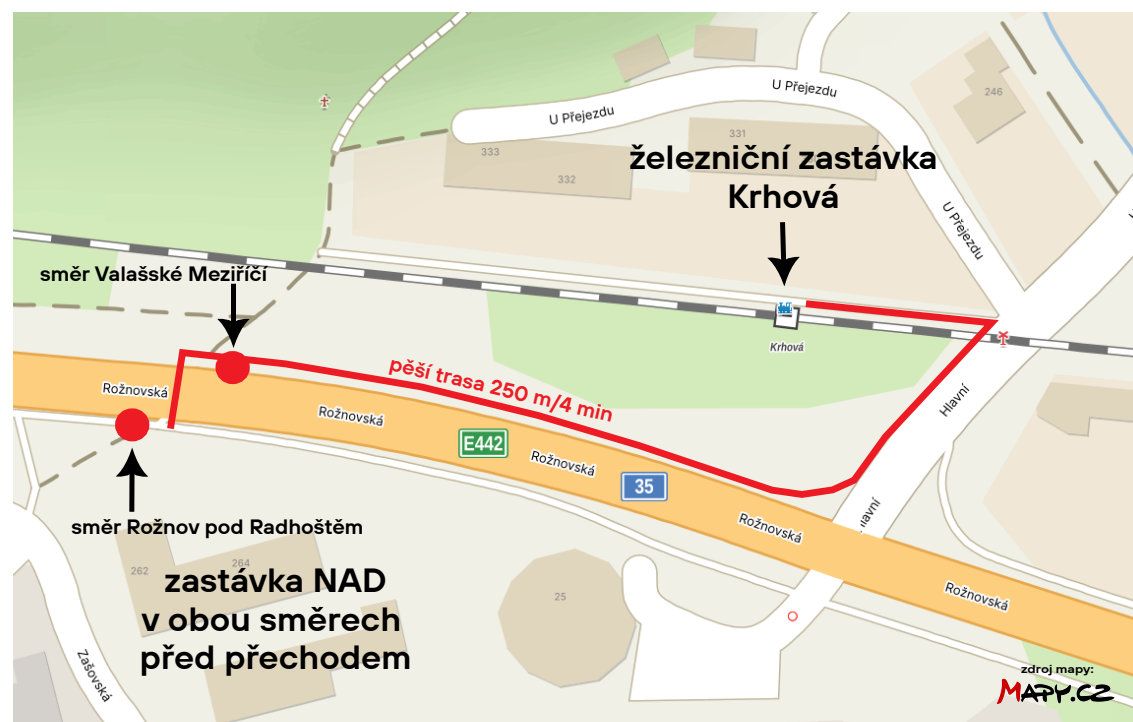 U Přejezdu
U Přejezdu
246
331
333
332
železniční zastávka
Krhová
U Přejezdu
směr Valašské Meziříčí
Krhová
pěší trasa 250 m/4 min
Rožnovská
Rožnovská
Hlavní
E442
Rožnovská
35
Hlavní
Rožnovská
směr Rožnov pod Radhoštěm
262
264
zastávka NAD
v obou směrech
před přechodem
25
Rožnovská
Zašovská
zdroj mapy:
MAPY.CZ